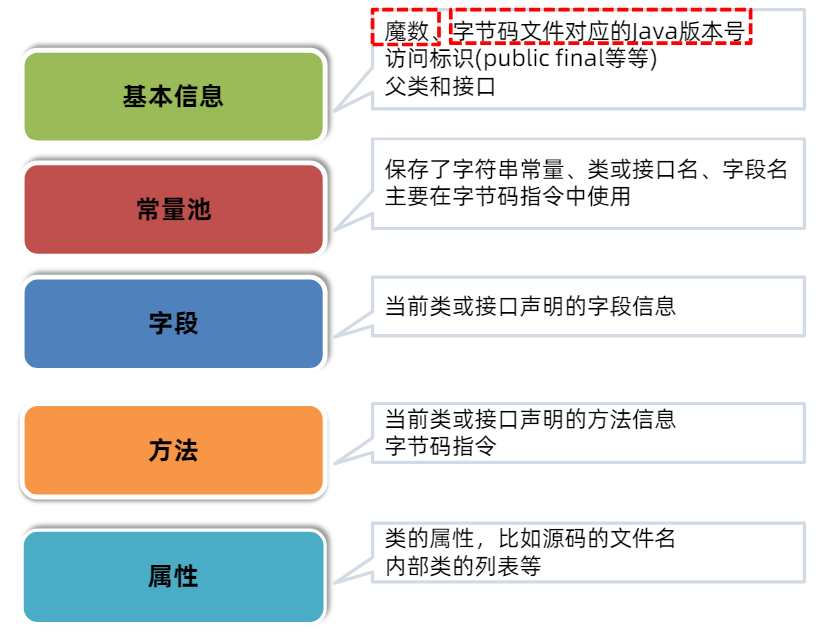 基本信息
魔数、字节码文件对应的Java版本号
访问标识(public final等等)
父类和接口
常量池
保存了字符串常量、类或接口名、字段名
主要在字节码指令中使用
字段
当前类或接口声明的字段信息
方法
当前类或接口声明的方法信息
字节码指令
属性
类的属性，比如源码的文件名
内部类的列表等